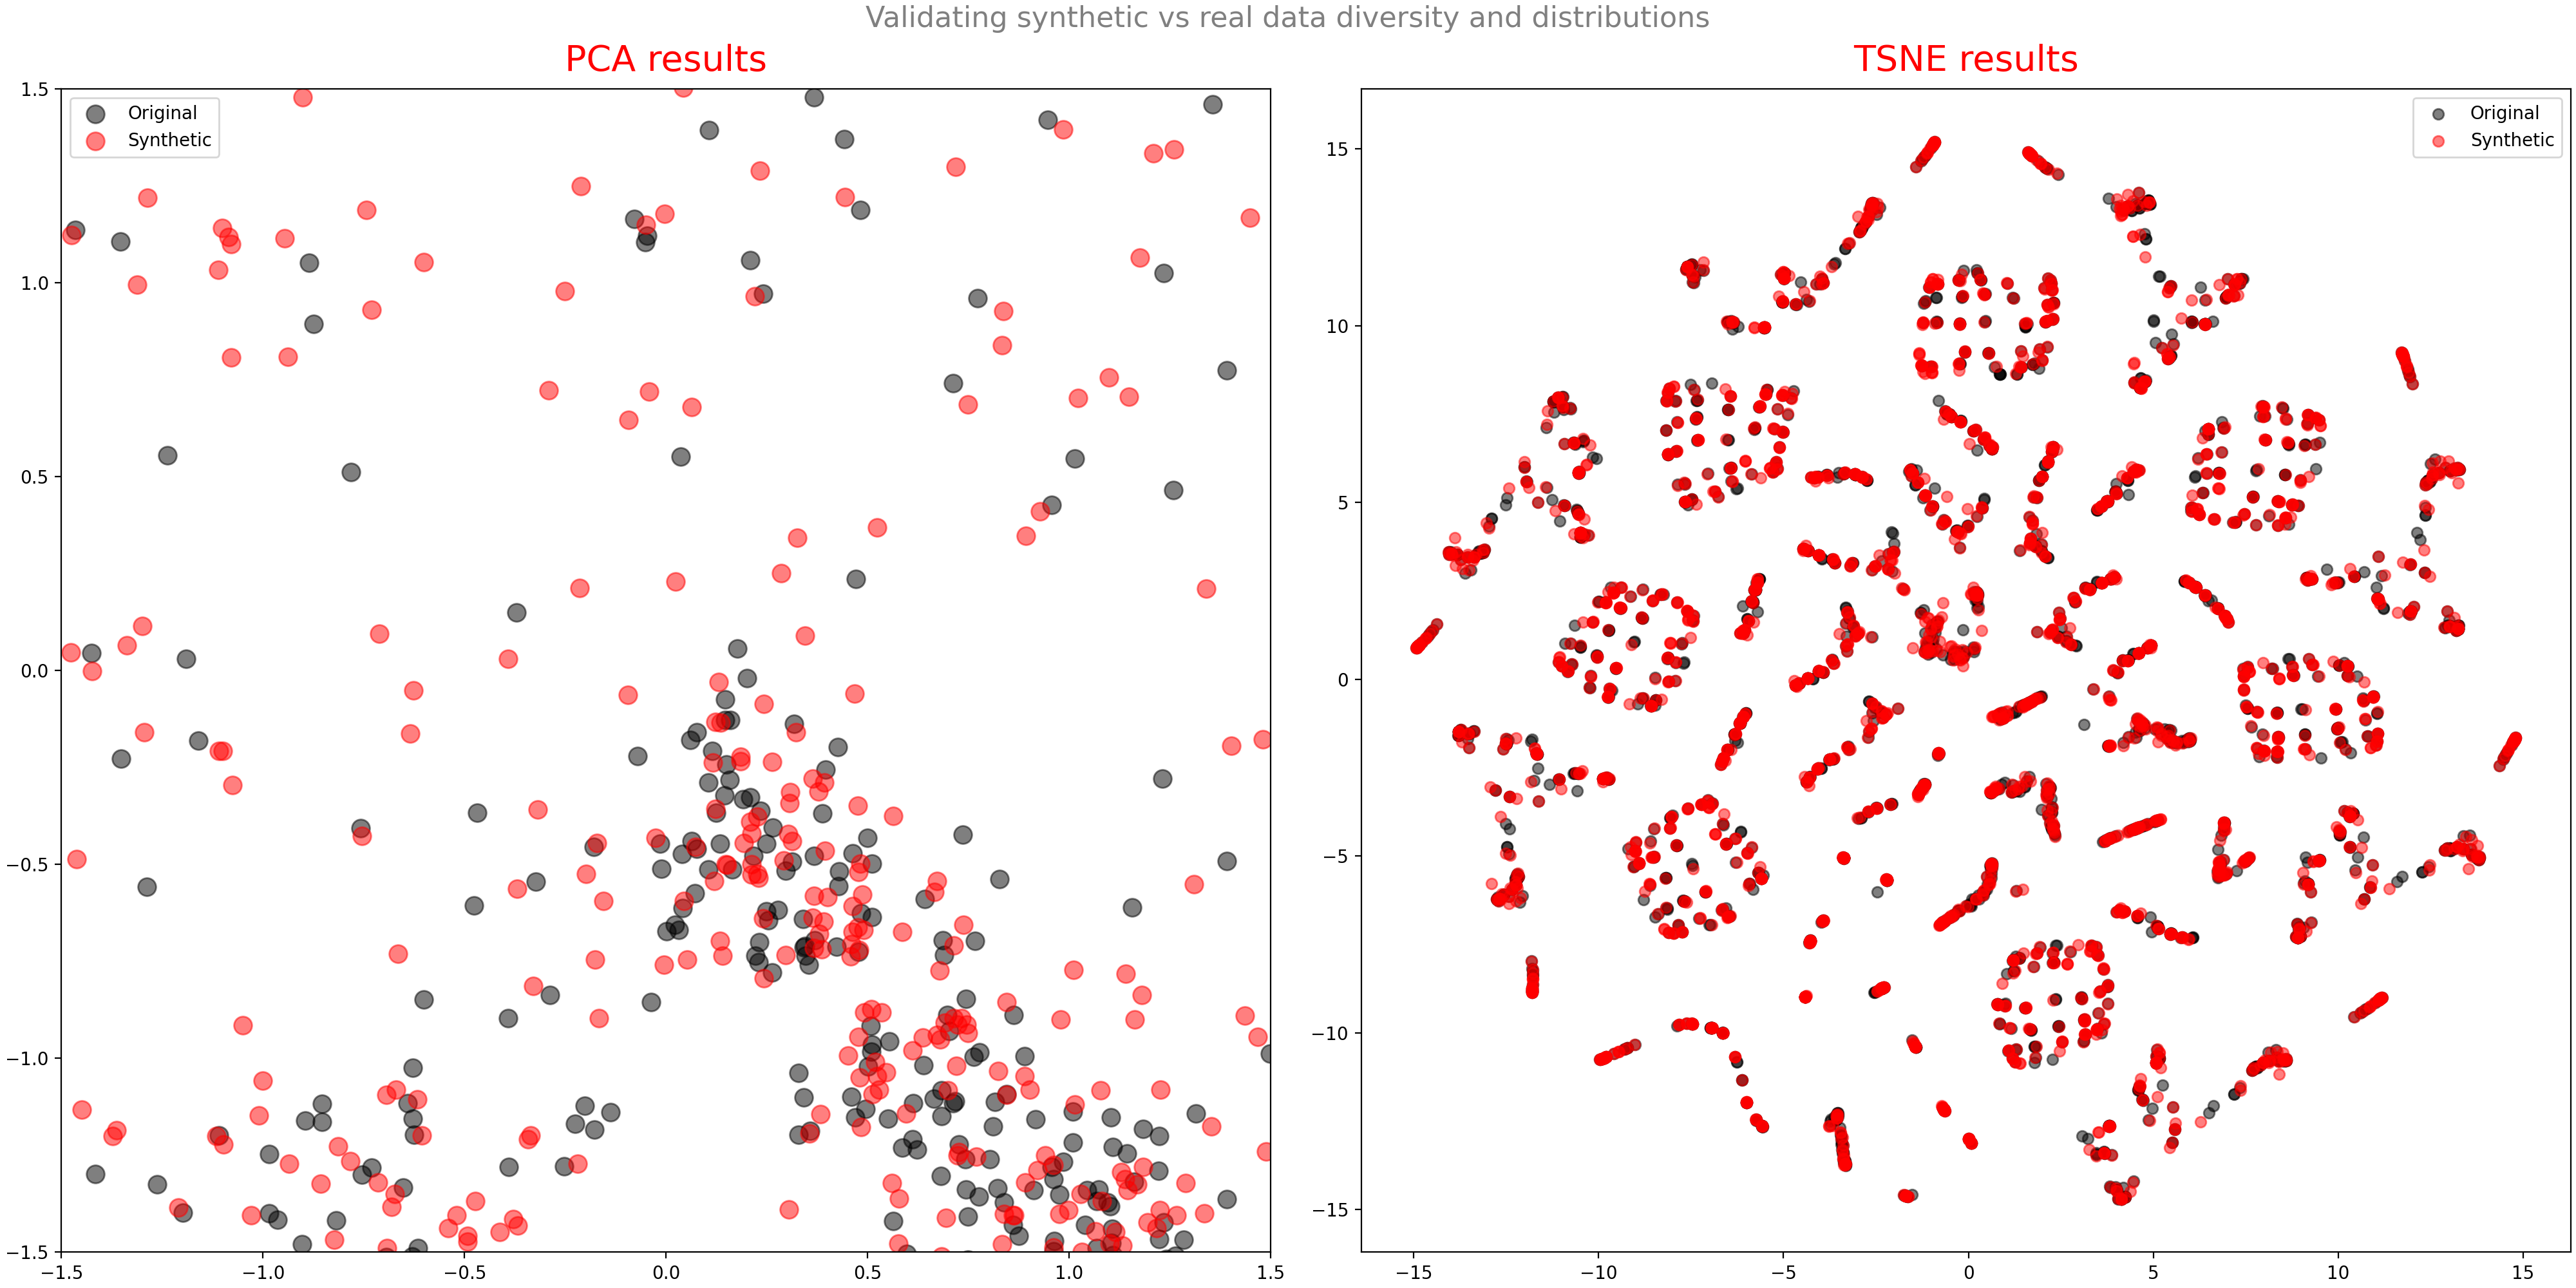 Validating synthetic vs real data diversity and distributions
PCA results
TSNE results
Original
Synthetic
1.5
1.0
0.5
0.0
−0.5
−1.0
−1.5
−1.5 −1.0 −0.5 0.0 0.5 1.0 1.5
Original
Synthetic
15
10
5
0
−5
−10
−15
−15 −10 −5 0 5 10 15